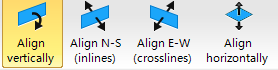 Align
vertically
Align N-S
(inlines)
Align E-W
(crosslines)
Align
horizontally